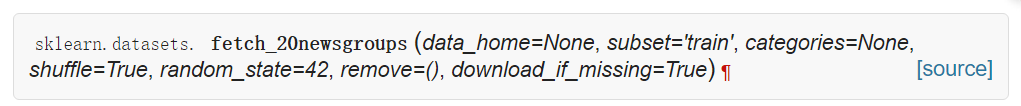 sklearn.datasets. fetch_20newsgroups (data_home=None, subset='train', categories=None,
shuffle=True, random_state=42, remove=(), download_if_missing=True) ¶ [source]